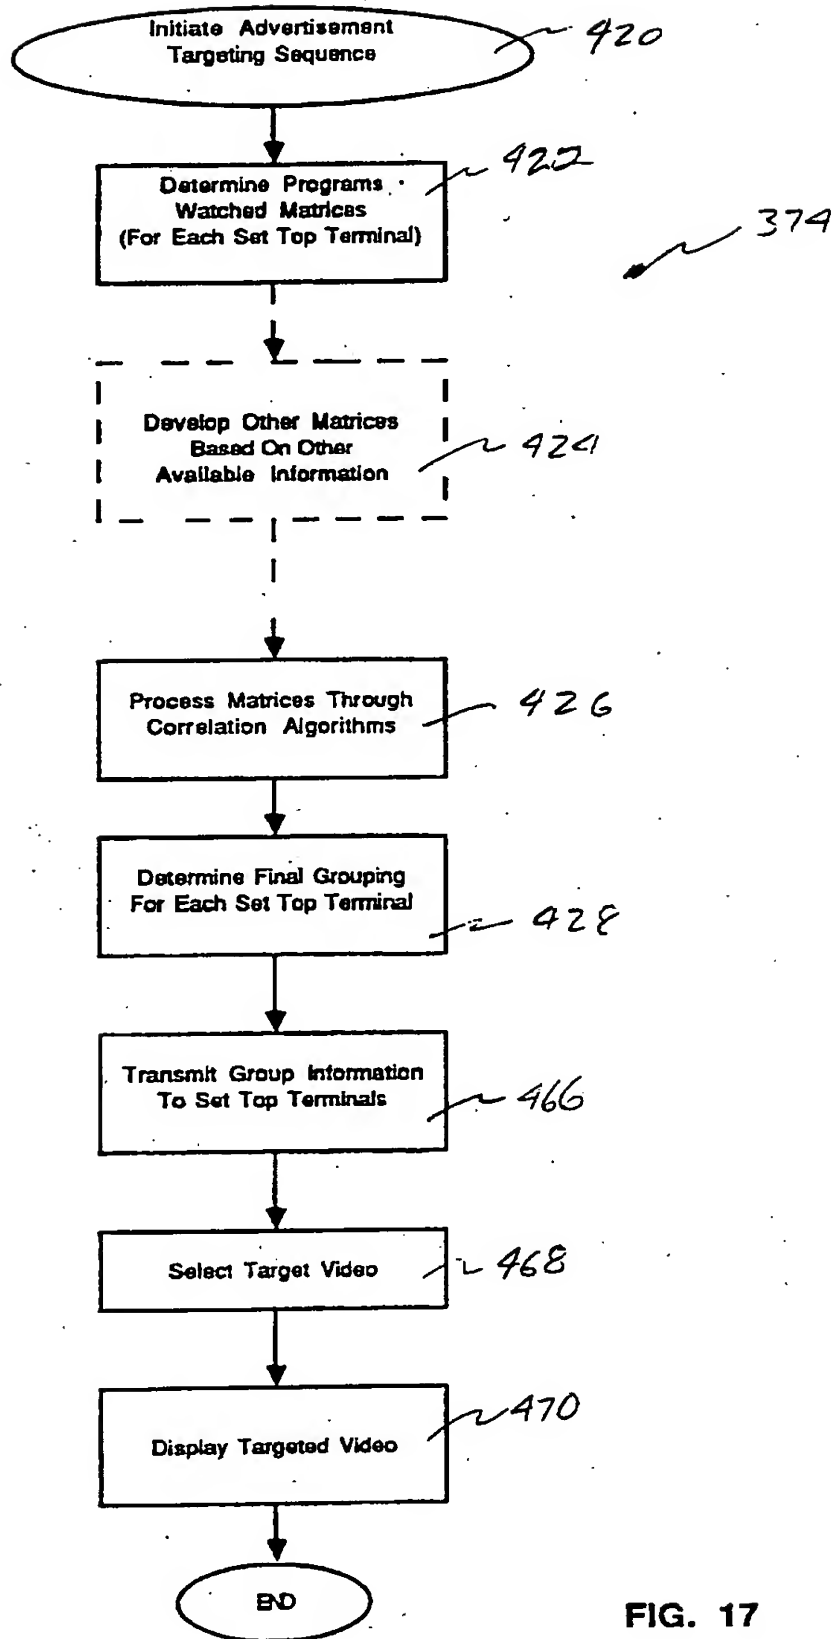 Initiate Advertisement
Targeting Sequence
420
Determine Programs
Watched Matrices
(For Each Set Top Terminal)
422
374
Develop Other Matrices
Based On Other
Available Information
424
Process Matrices Through
Correlation Algorithms
426
Determine Final Grouping
For Each Set Top Terminal
428
Transmit Group Information
To Set Top Terminals
466
Select Target Video
468
Display Targeted Video
470
END
FIG. 17